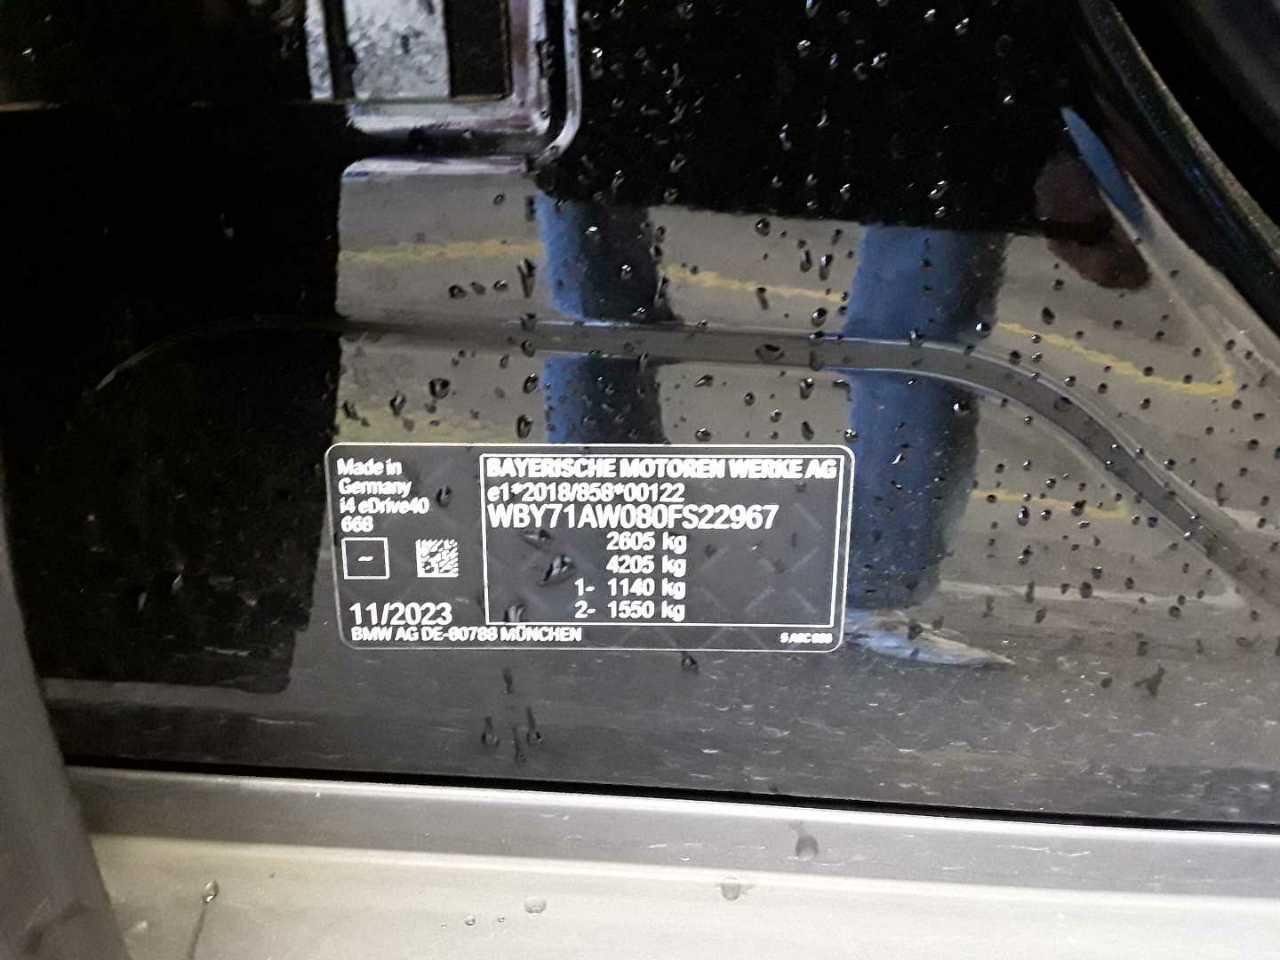 Made in
Germany
i4 eDrive40
668
-
11/2023
BAYERISCHE MOTOREN WERKE AG
e1*2018/858*00122
WBY71AW080FS22967
2605 kg
4205 kg
1- 1140 kg
2- 1550 kg
BMW AG DE-80788 MÜNCHEN